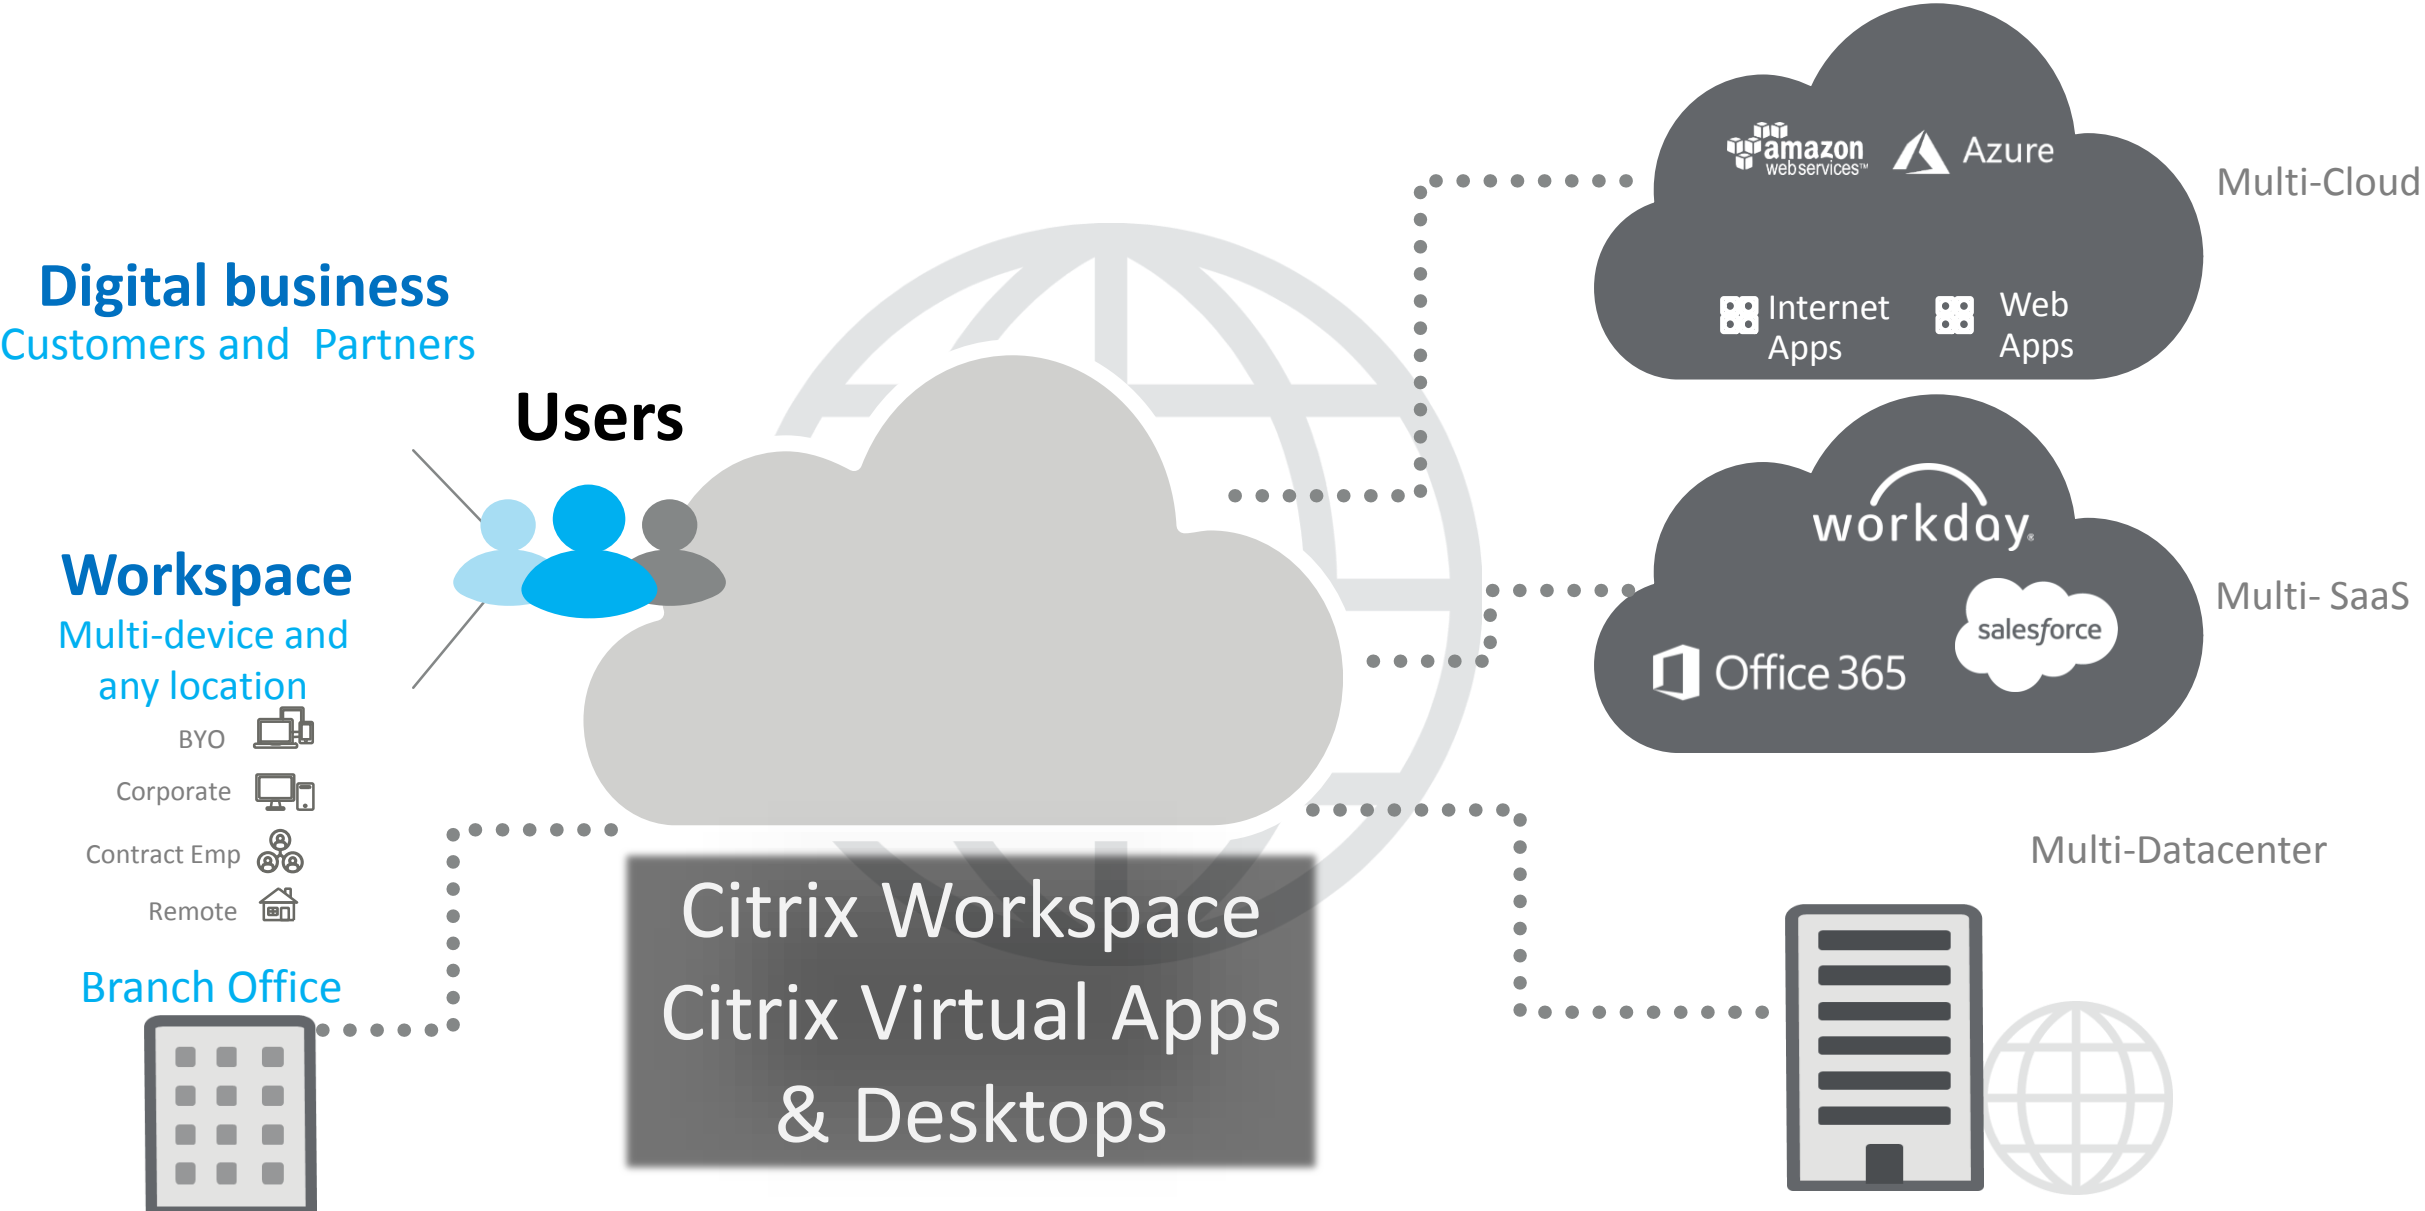 Digital business
Customers and  Partners
Users
Workspace
Multi-device and
any location
BYO
Corporate
Contract Emp
Remote
Branch Office
Citrix Workspace
Citrix Virtual Apps
& Desktops
amazon
webservices™
Azure
Internet
Apps
Web
Apps
Multi-Cloud
workday®
salesforce
Office 365
Multi- SaaS
Multi-Datacenter